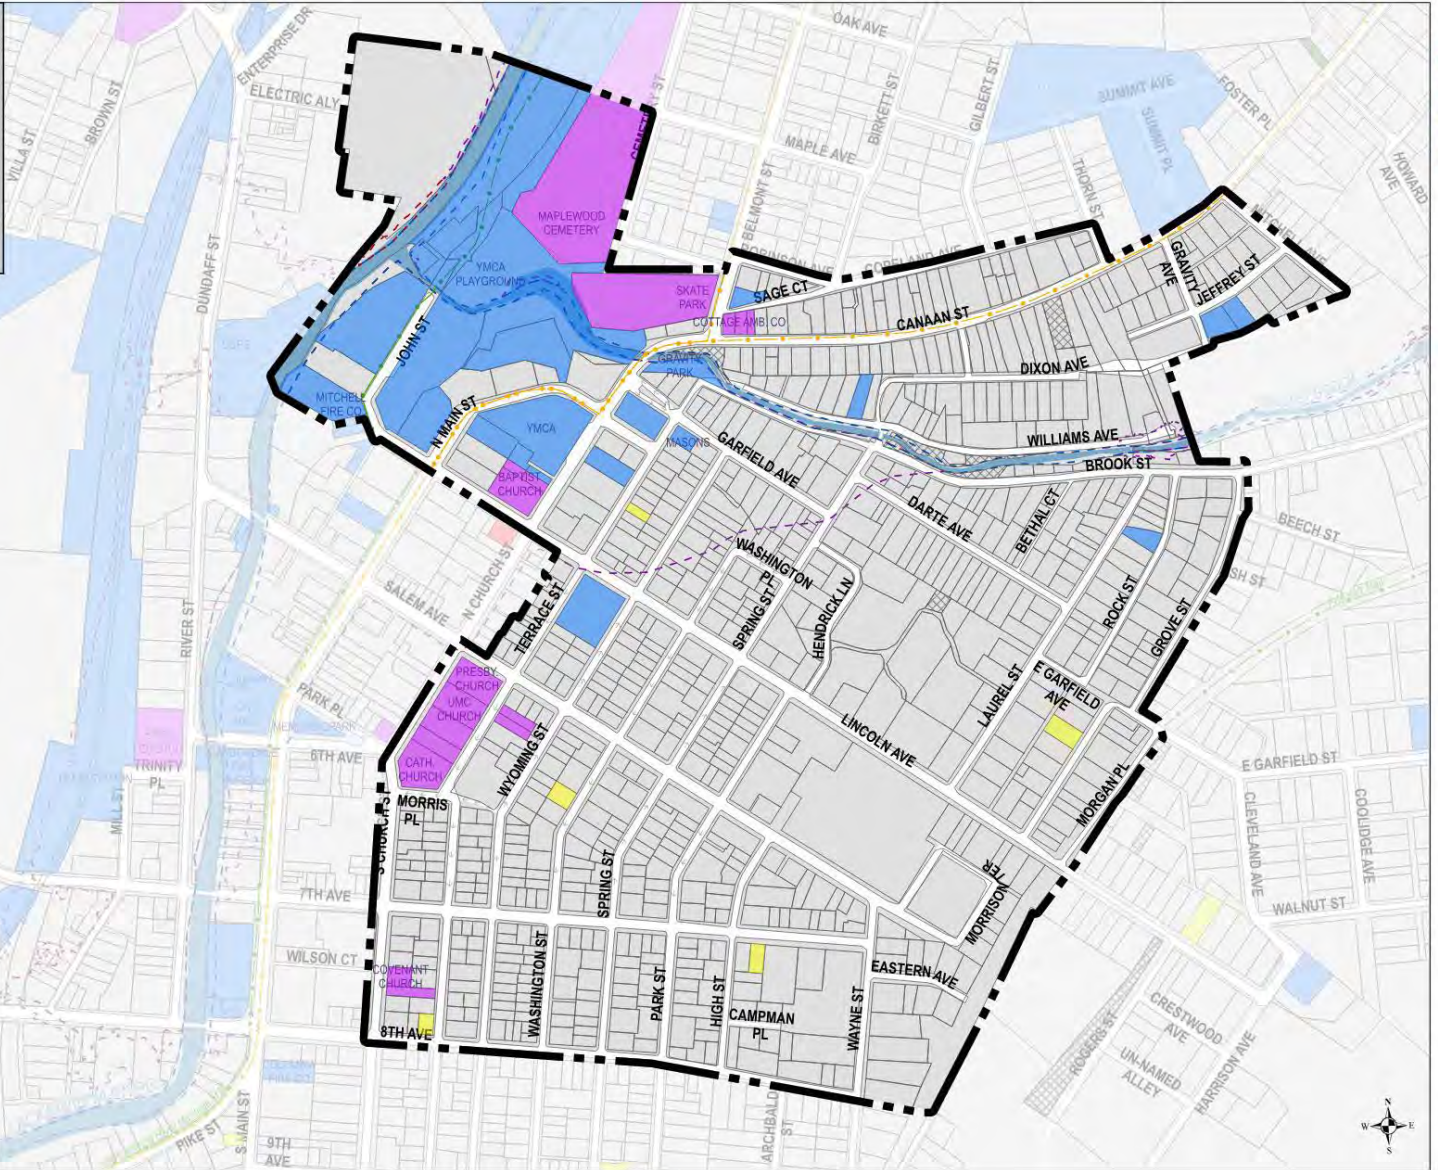 OAK AVE
ENTERPRISE DR
ELECTRIC ALY
BROWN ST
VILLA ST
BIRKETT ST
GILBERT ST
SUMMIT AVE
FOSTER PL
SUMMIT PL
MAPLE AVE
HOWARD
AVE
THORN ST
BELMONT ST
MAPLEWOOD
CEMETERY
DUNDAFF ST
ROBINSON AVE
COPELAND AVE
MITCHELL AVE
GRAVITY
AVE
JEFFREY ST
YMCA
PLAYGROUND
SKATE
PARK
SAGE CT
COTTAGE AMB. CO
CANAAN ST
JOHN ST
DIXON AVE
PARK
MITCHELL
FIRE CO
N MAIN ST
YMCA
MASONS
GARFIELD AVE
WILLIAMS AVE
BROOK ST
BAPTIST
CHURCH
DARTE AVE
BETHAL CT
BEECH ST
WASHINGTON
PL
N CHURCH ST
SALEM AVE
TERRACE ST
SPRING ST
HENDRICK LN
ROCK ST
GROVE ST
RIVER ST
PRESBY.
CHURCH
UMC
CHURCH
E GARFIELD
AVE
LAUREL ST
PARK PL
LINCOLN AVE
TRINITY
PL
6TH AVE
CATH.
CHURCH
WYOMING ST
E GARFIELD ST
MORRIS
PL
MORGAN PL
MILL ST
S CHURCH ST
CLEVELAND AVE
COOLIDGE AVE
7TH AVE
SPRING ST
MORRISON
TER
WALNUT ST
WILSON CT
COVENANT
CHURCH
WASHINGTON ST
PARK ST
HIGH ST
EASTERN AVE
CAMPMAN
PL
WAYNE ST
8TH AVE
CRESTWOOD
AVE
ROGERS ST
UN-NAMED
ALLEY
HARRISON AVE
PIKE ST
S MAIN ST
9TH
AVE
ARCHBALD
ST
N
W
E
S